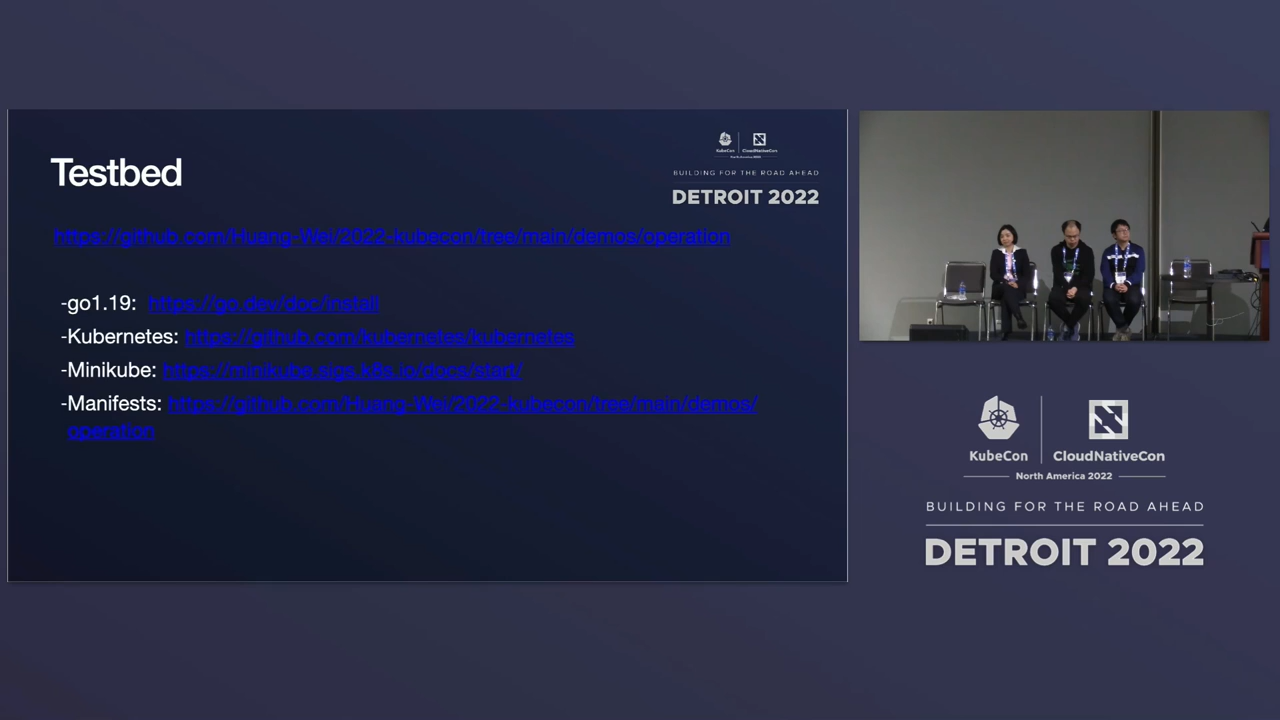 Testbed
KubeCon
CloudNativeCon
North America 2022
BUILDING FOR THE ROAD AHEAD
DETROIT 2022
https://github.com/Huang-Wei/2022-kubecon/tree/main/demos/operation
-go1.19: https://go.dev/doc/install
-Kubernetes: https://github.com/kubernetes/kubernetes
-Minikube: https://minikube.sigs.k8s.io/docs/start/
-Manifests: https://github.com/Huang-Wei/2022-kubecon/tree/main/demos/
operation
KubeCon
CloudNativeCon
North America 2022
BUILDING FOR THE ROAD AHEAD
DETROIT 2022